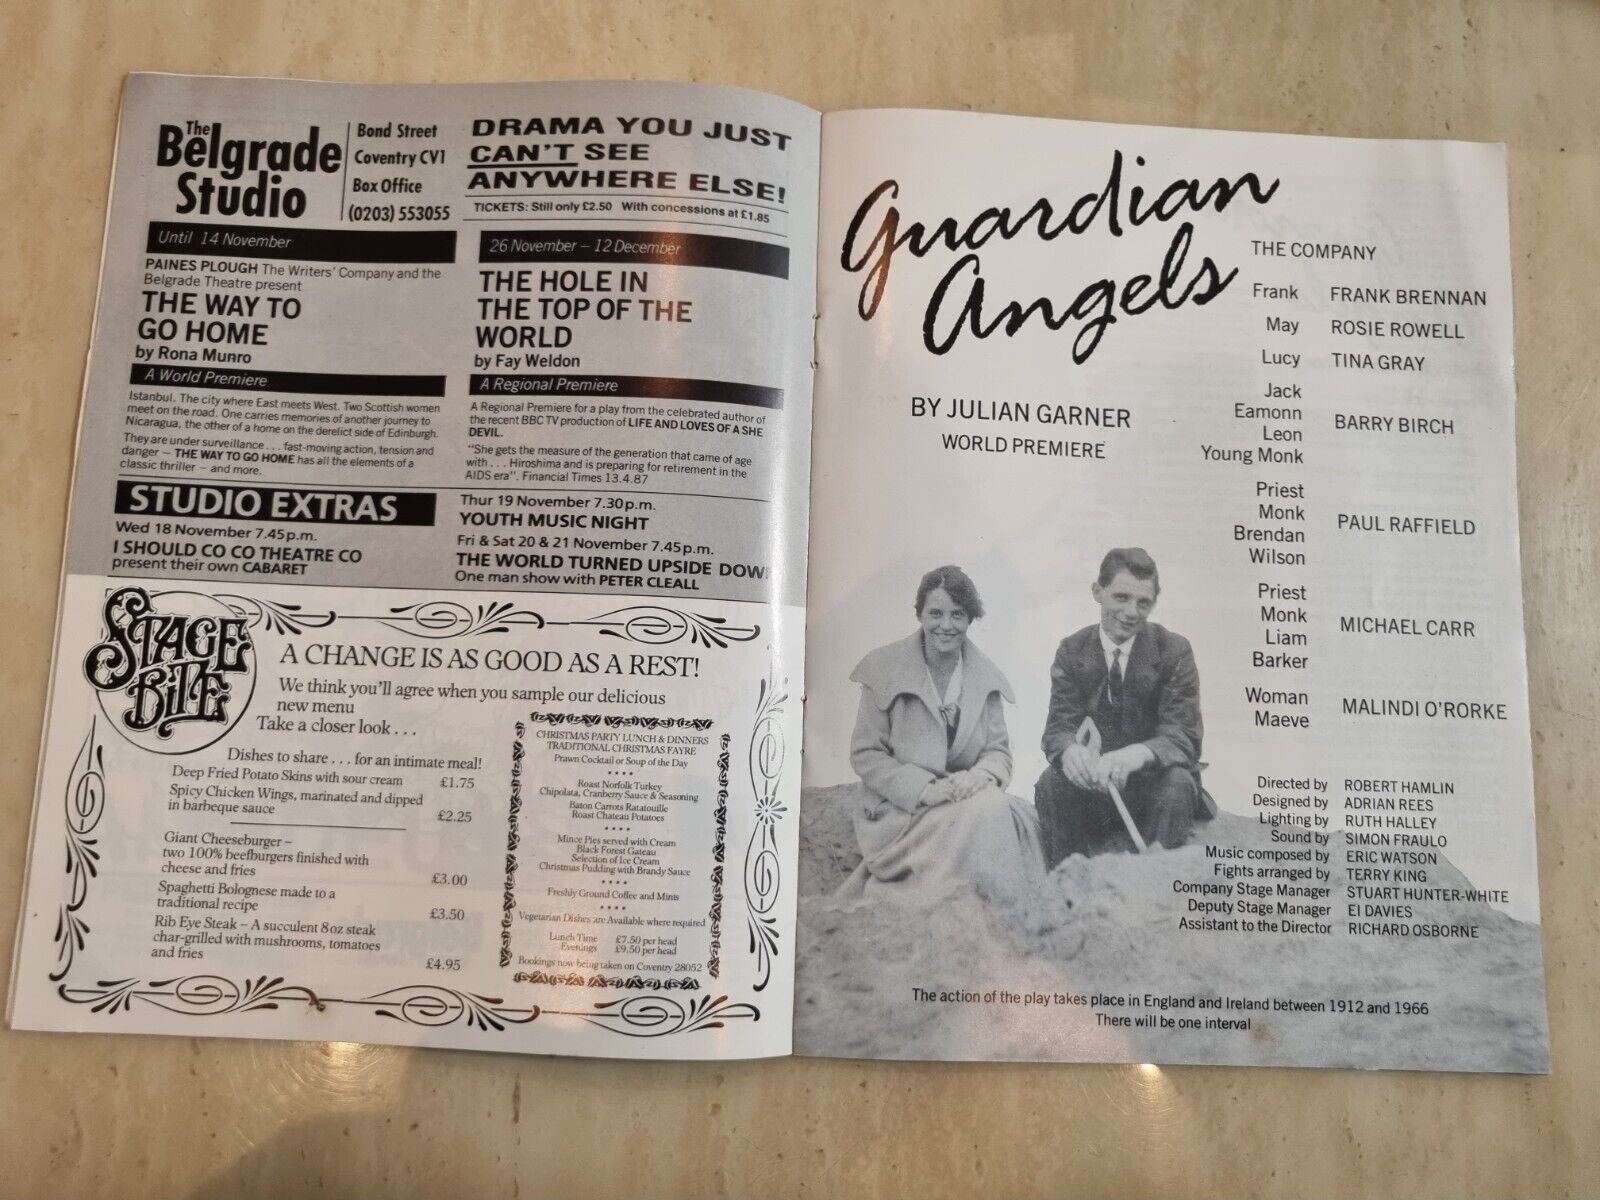 The
Belgrade
Studio
Bond Street
Coventry CV1
Box Office
(0203) 553055
DRAMA YOU JUST
CAN'T SEE
ANYWHERE ELSE!
TICKETS: Still only £2.50 With concessions at £1.85
Until 14 November
PAINES PLOUGH The Writers' Company and the
Belgrade Theatre present
THE WAY TO
GO HOME
by Rona Munro
A World Premiere
Istanbul. The city where East meets West. Two Scottish women
meet on the road. One carries memories of another journey to
Nicaragua, the other of a home on the derelict side of Edinburgh.
They are under surveillance . . . fast-moving action, tension and
danger – THE WAY TO GO HOME has all the elements of a
classic thriller – and more.
26 November – 12 December
THE HOLE IN
THE TOP OF THE
WORLD
by Fay Weldon
A Regional Premiere
A Regional Premiere for a play from the celebrated author of
the recent BBC TV production of LIFE AND LOVES OF A SHE
DEVIL.
"She gets the measure of the generation that came of age
with . . . Hiroshima and is preparing for retirement in the
AIDS era". Financial Times 13.4.87
STUDIO EXTRAS
Wed 18 November 7.45p.m.
I SHOULD CO CO THEATRE CO
present their own CABARET
Thur 19 November 7.30p.m.
YOUTH MUSIC NIGHT
Fri & Sat 20 & 21 November 7.45p.m.
THE WORLD TURNED UPSIDE DOW
One man show with PETER CLEALL
STAGE
BITE
A CHANGE IS AS GOOD AS A REST!
We think you'll agree when you sample our delicious
new menu
Take a closer look . . .
Dishes to share . . . for an intimate meal!
Deep Fried Potato Skins with sour cream £1.75
Spicy Chicken Wings, marinated and dipped
in barbeque sauce £2.25
Giant Cheeseburger –
two 100% beefburgers finished with
cheese and fries £3.00
Spaghetti Bolognese made to a
traditional recipe £3.50
Rib Eye Steak – A succulent 8oz steak
char-grilled with mushrooms, tomatoes
and fries £4.95
CHRISTMAS PARTY LUNCH & DINNERS
TRADITIONAL CHRISTMAS FAYRE
Prawn Cocktail or Soup of the Day
* * * *
Roast Norfolk Turkey
Chipolata, Cranberry Sauce & Seasoning
Baton Carrots Ratatouille
Roast Chateau Potatoes
* * * *
Mince Pies served with Cream
Black Forest Gateau
Selection of Ice Cream
Christmas Pudding with Brandy Sauce
* * * *
Freshly Ground Coffee and Mints
* * * *
Vegetarian Dishes are Available where required
Lunch Time £7.50 per head
Evenings £9.50 per head
Bookings now being taken on Coventry 28052
Guardian
Angels
BY JULIAN GARNER
WORLD PREMIERE
THE COMPANY
Frank FRANK BRENNAN
May ROSIE ROWELL
Lucy TINA GRAY
Jack
Eamonn
Leon
Young Monk
BARRY BIRCH
Priest
Monk
Brendan
Wilson
PAUL RAFFIELD
Priest
Monk
Liam
Barker
MICHAEL CARR
Woman
Maeve
MALINDI O'RORKE
Directed by ROBERT HAMLIN
Designed by ADRIAN REES
Lighting by RUTH HALLEY
Sound by SIMON FRAULO
Music composed by ERIC WATSON
Fights arranged by TERRY KING
Company Stage Manager STUART HUNTER-WHITE
Deputy Stage Manager EI DAVIES
Assistant to the Director RICHARD OSBORNE
The action of the play takes place in England and Ireland between 1912 and 1966
There will be one interval